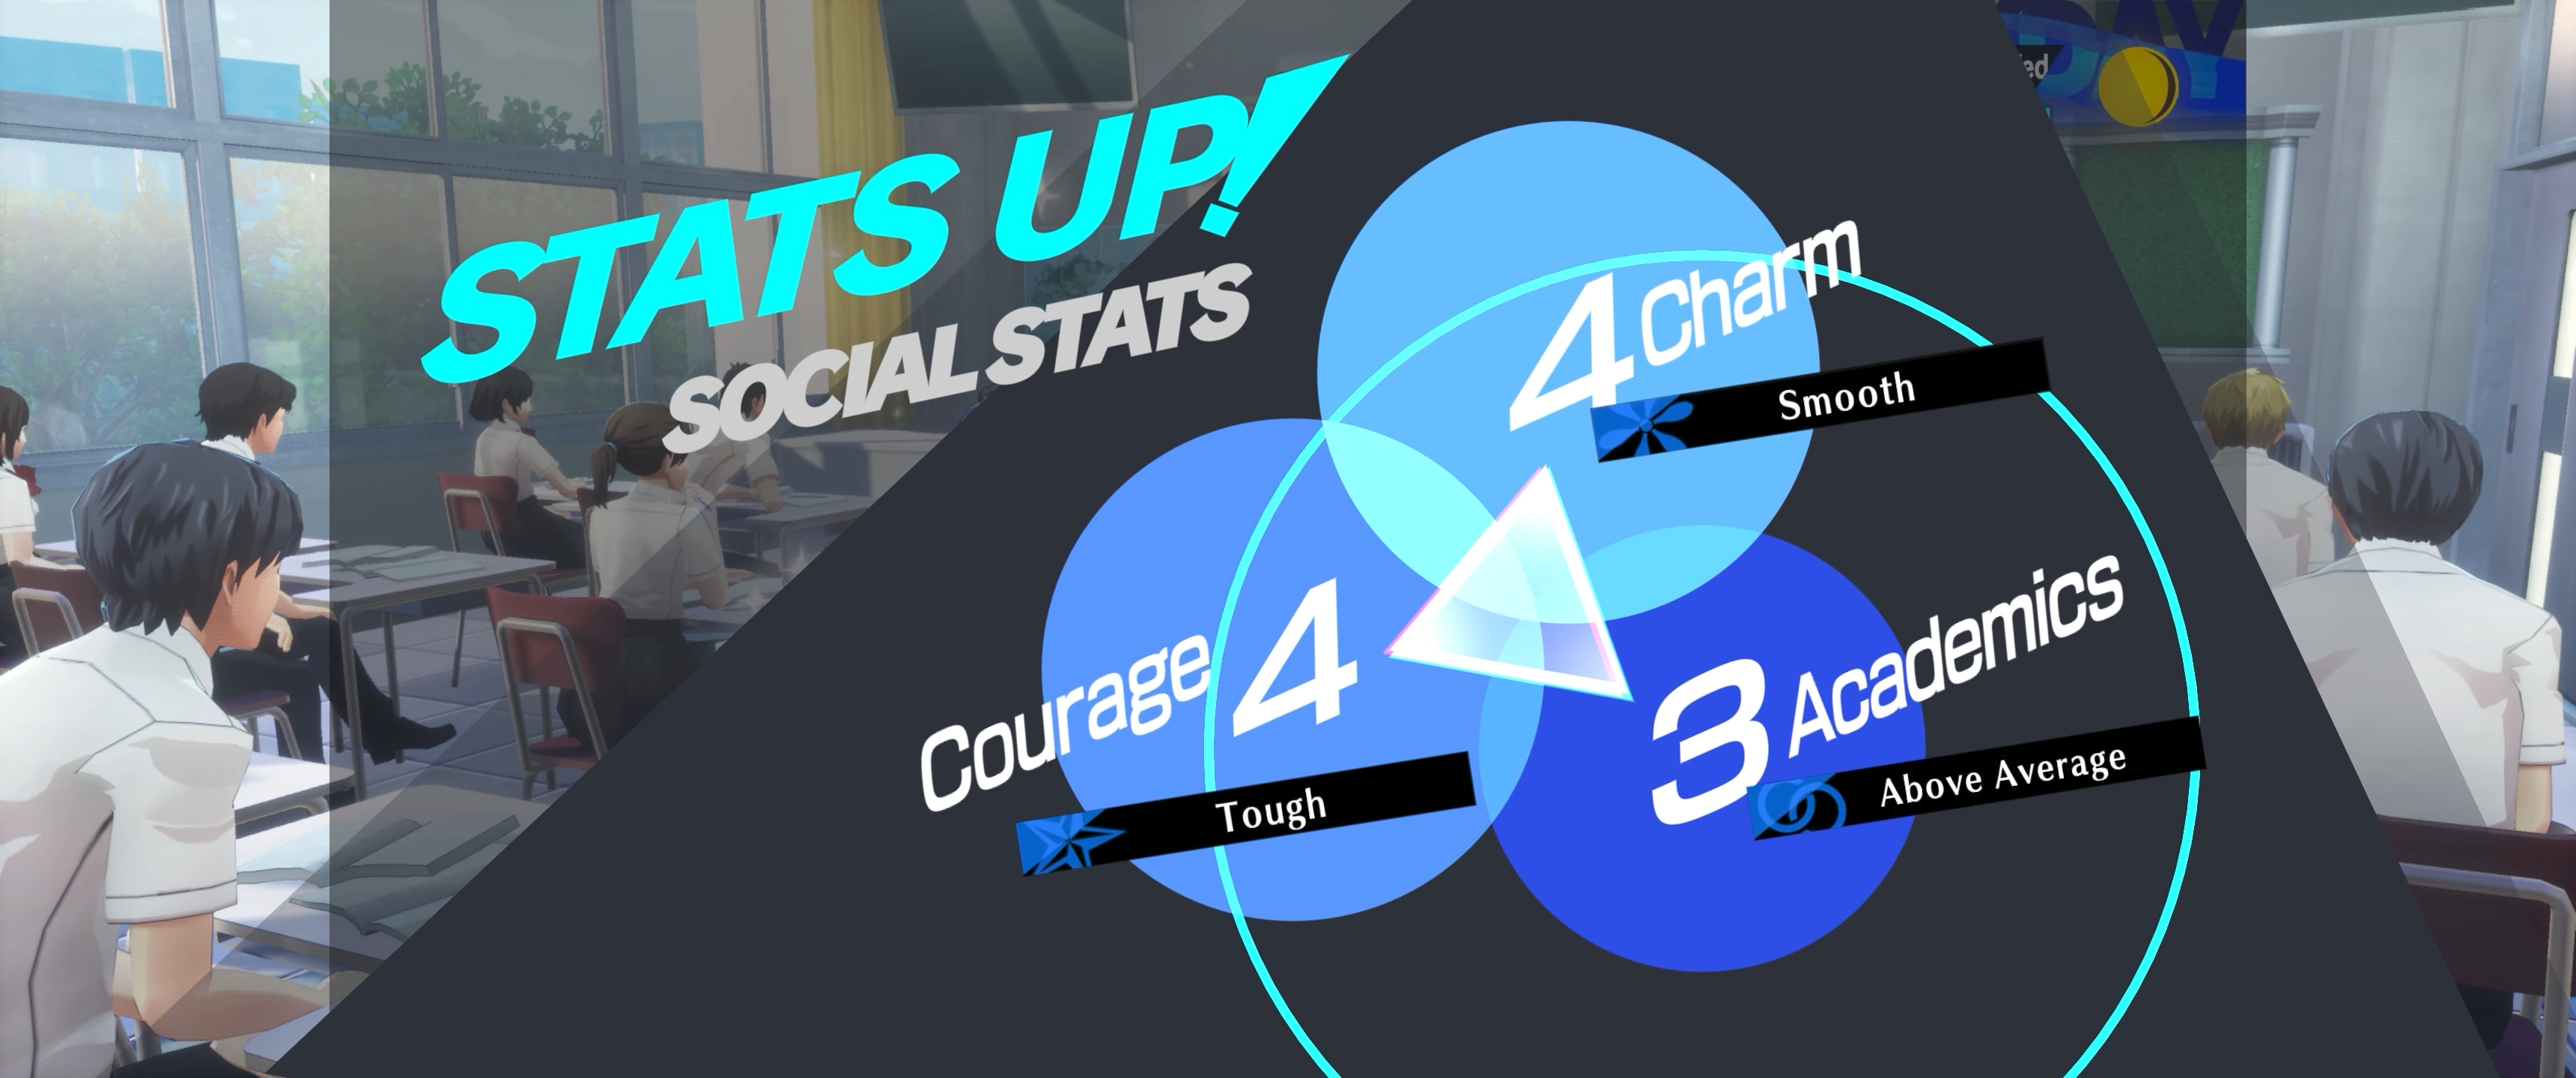 STATS UP!
SOCIAL STATS
4 Charm
Smooth
Courage 4
Tough
3 Academics
Above Average